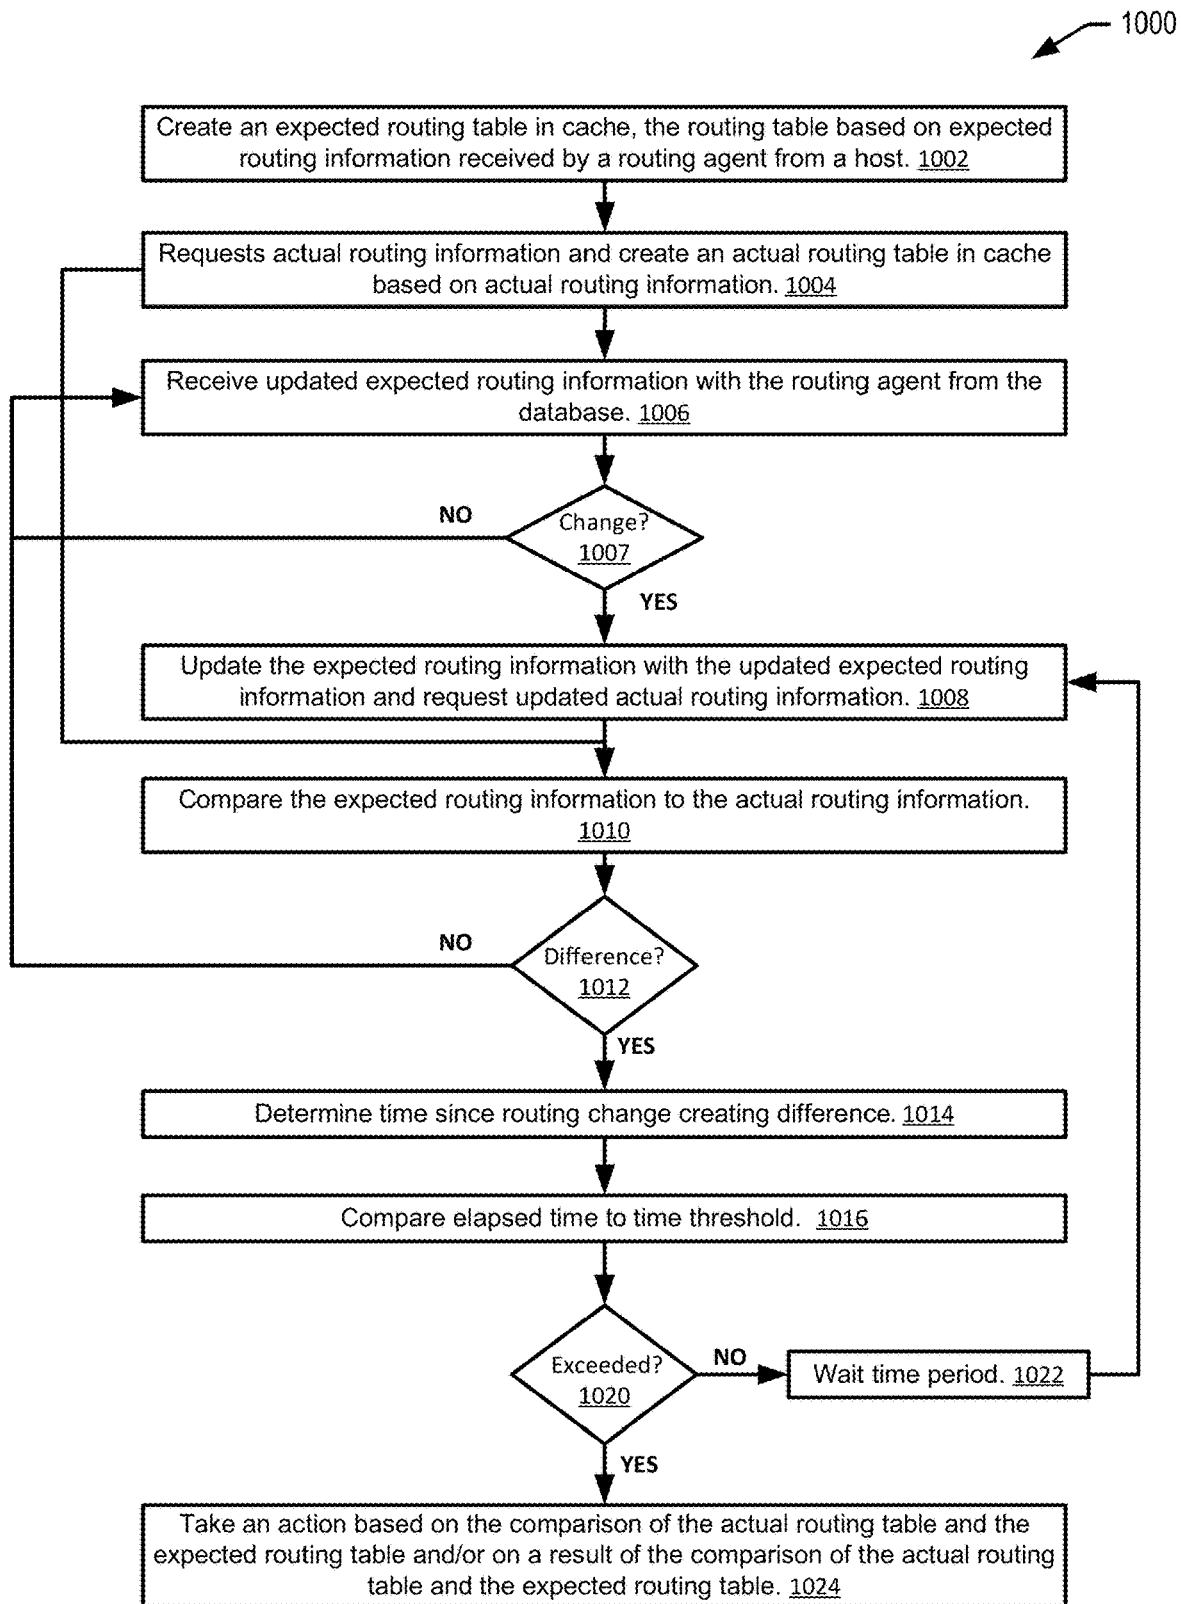 1000
Create an expected routing table in cache, the routing table based on expected
routing information received by a routing agent from a host. 1002
Requests actual routing information and create an actual routing table in cache
based on actual routing information. 1004
Receive updated expected routing information with the routing agent from the
database. 1006
NO
Change?
1007
YES
Update the expected routing information with the updated expected routing
information and request updated actual routing information. 1008
Compare the expected routing information to the actual routing information.
1010
NO
Difference?
1012
YES
Determine time since routing change creating difference. 1014
Compare elapsed time to time threshold. 1016
Exceeded?
1020
NO
Wait time period. 1022
YES
Take an action based on the comparison of the actual routing table and the
expected routing table and/or on a result of the comparison of the actual routing
table and the expected routing table. 1024